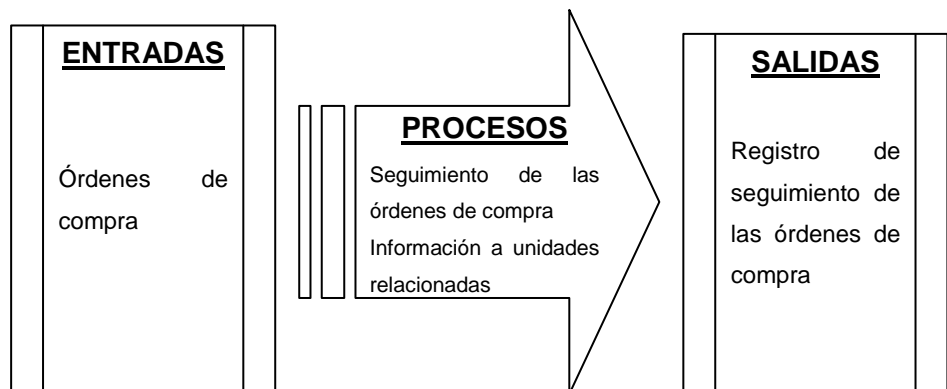 ENTRADAS
Órdenes de
compra
PROCESOS
Seguimiento de las
órdenes de compra
Información a unidades
relacionadas
SALIDAS
Registro de
seguimiento de
las órdenes de
compra